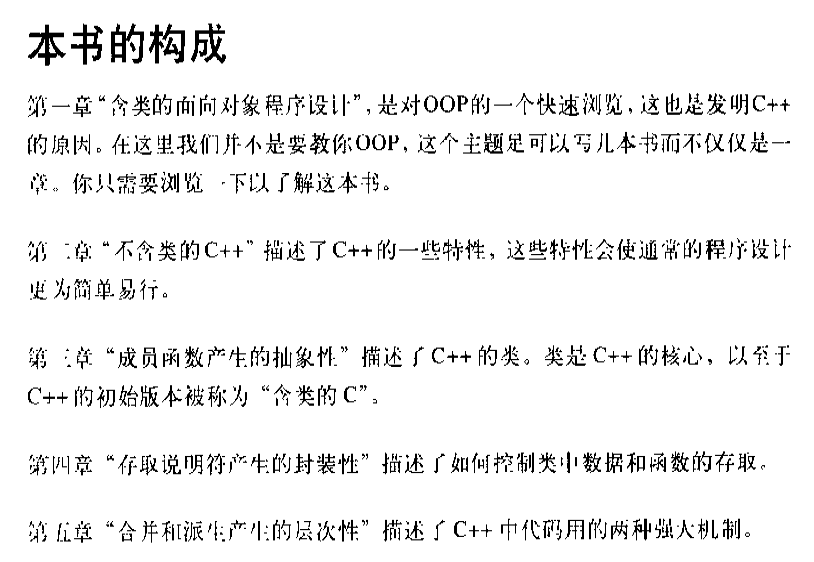 本书的构成
第一章“含类的面向对象程序设计”,是对OOP的一个快速浏览,这也是发明C++
的原因。在这里我们并不是要教你OOP,这个主题足可以写几本书而不仅仅是一
章。你只需要浏览一下以了解这本书。
第二章“不含类的C++”描述了C++的一些特性,这些特性会使通常的程序设计
更为简单易行。
第三章“成员函数产生的抽象性”描述了C++的类。类是C++的核心,以至于
C++的初始版本被称为“含类的C”。
第四章“存取说明符产生的封装性”描述了如何控制类中数据和函数的存取。
第五章“合并和派生产生的层次性”描述了C++中代码用的两种强大机制。